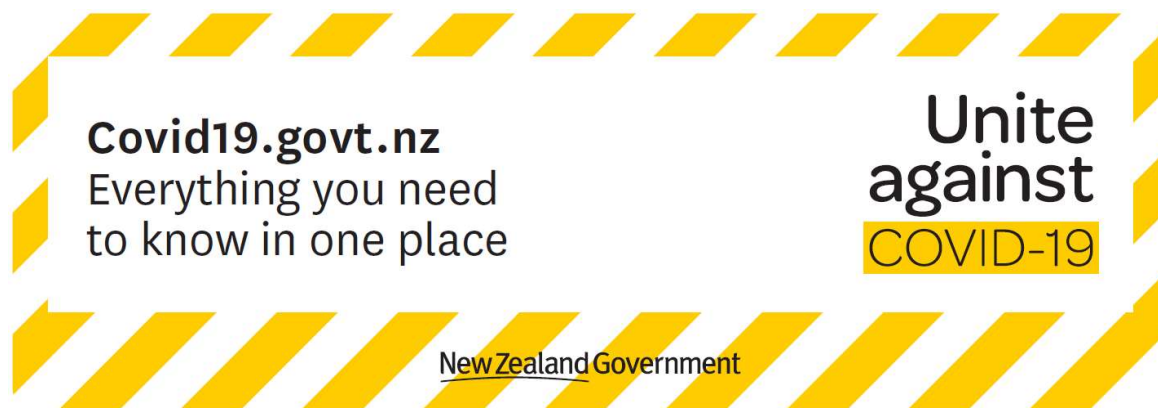 Covid19.govt.nz
Everything you need
to know in one place
Unite
against
COVID-19
New Zealand Government